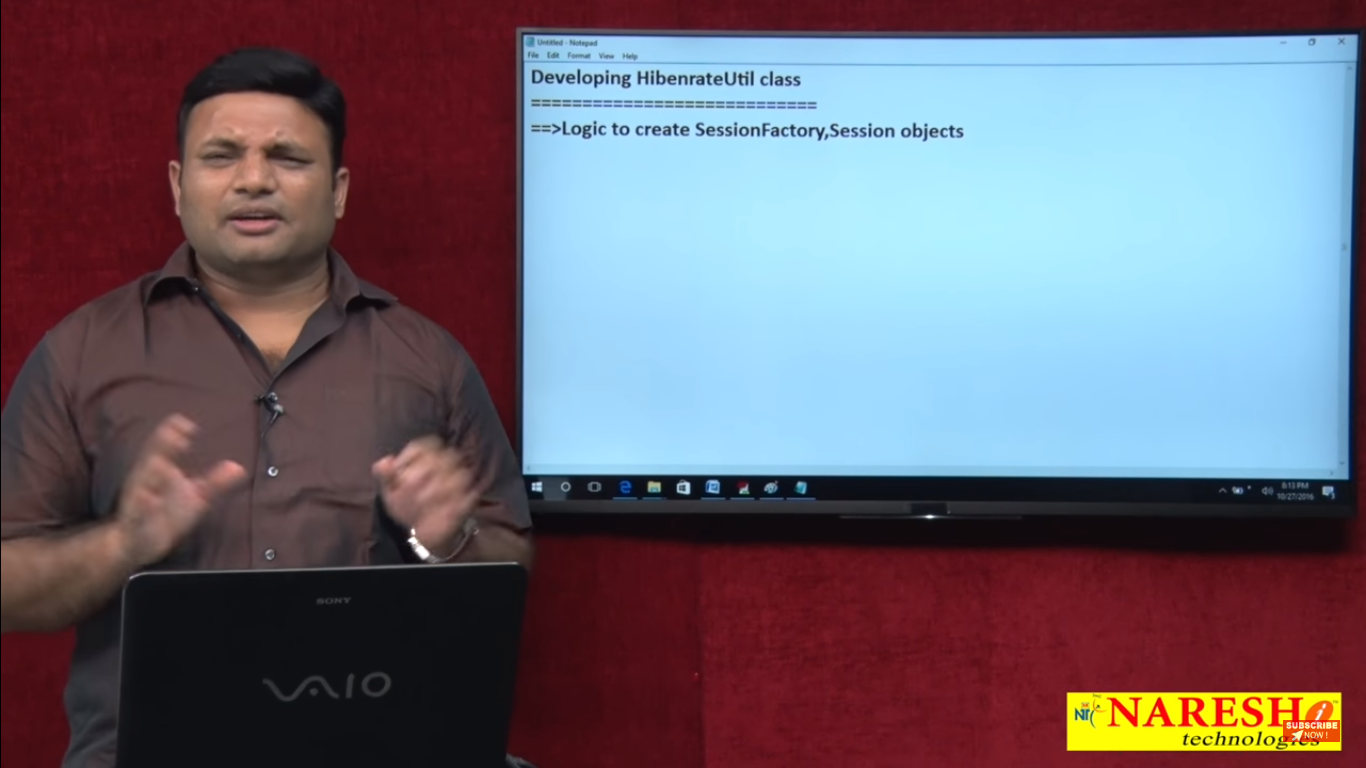 Untitled - Notepad
File Edit Format View Help
Developing HibenrateUtil class
============================
==>Logic to create SessionFactory,Session objects
8:13 PM
10/27/2016
SONY
VAIO
NARESH i
technologies
SUBSCRIBE
NOW !